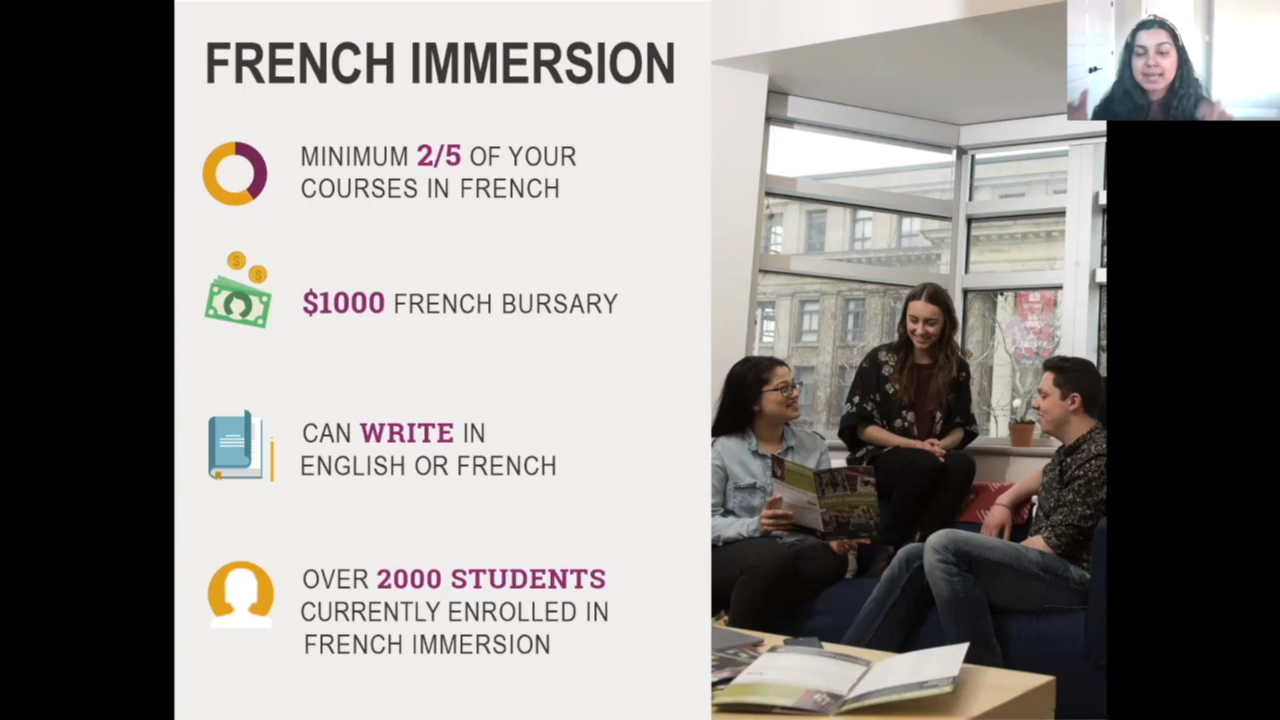 FRENCH IMMERSION
MINIMUM 2/5 OF YOUR
COURSES IN FRENCH
$1000 FRENCH BURSARY
CAN WRITE IN
ENGLISH OR FRENCH
OVER 2000 STUDENTS
CURRENTLY ENROLLED IN
FRENCH IMMERSION